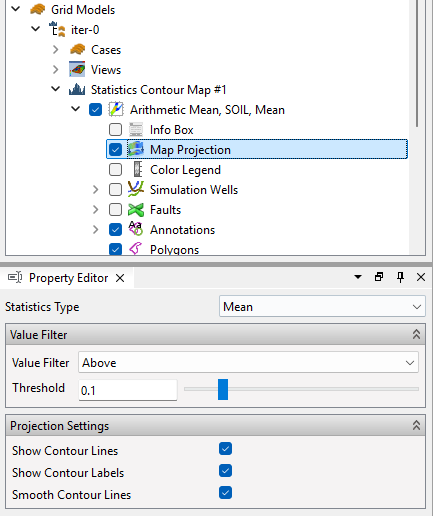 Grid Models
iter-0
Cases
Views
Statistics Contour Map #1
Arithmetic Mean, SOIL, Mean
Info Box
Map Projection
Color Legend
Simulation Wells
Faults
Aa
Annotations
Polygons
Property Editor
Statistics Type Mean
Value Filter
Value Filter Above
Threshold 0.1
Projection Settings
Show Contour Lines
Show Contour Labels
Smooth Contour Lines